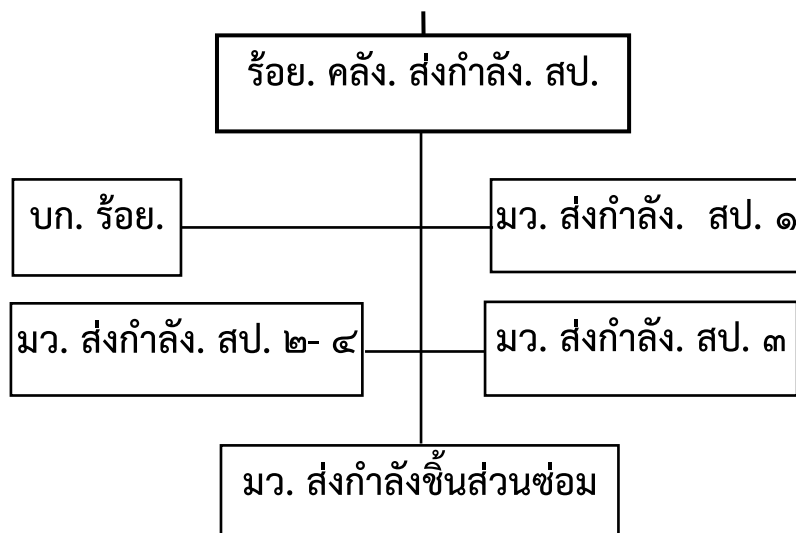 ร้อย. คลัง. ส่งกำลัง. สป.
บก. ร้อย.
มว. ส่งกำลัง. สป. ๑
มว. ส่งกำลัง. สป. ๒- ๔
มว. ส่งกำลัง. สป. ๓
มว. ส่งกำลังชิ้นส่วนซ่อม